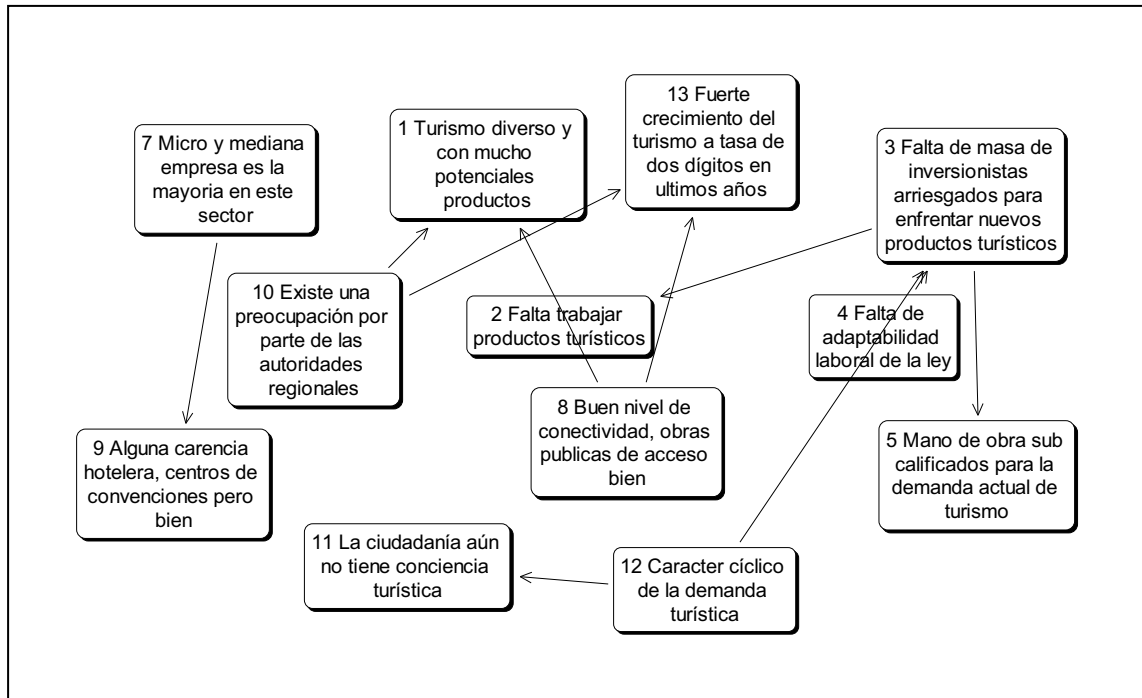 7 Micro y mediana
empresa es la
mayoria en este
sector
1 Turismo diverso y
con mucho
potenciales
productos
13 Fuerte
crecimiento del
turismo a tasa de
dos dígitos en
ultimos años
3 Falta de masa de
inversionistas
arriesgados para
enfrentar nuevos
productos turísticos
10 Existe una
preocupación por
parte de las
autoridades
regionales
2 Falta trabajar
productos turísticos
4 Falta de
adaptabilidad
laboral de la ley
9 Alguna carencia
hotelera, centros de
convenciones pero
bien
8 Buen nivel de
conectividad, obras
publicas de acceso
bien
5 Mano de obra sub
calificados para la
demanda actual de
turismo
11 La ciudadanía aún
no tiene conciencia
turística
12 Caracter cíclico
de la demanda
turística